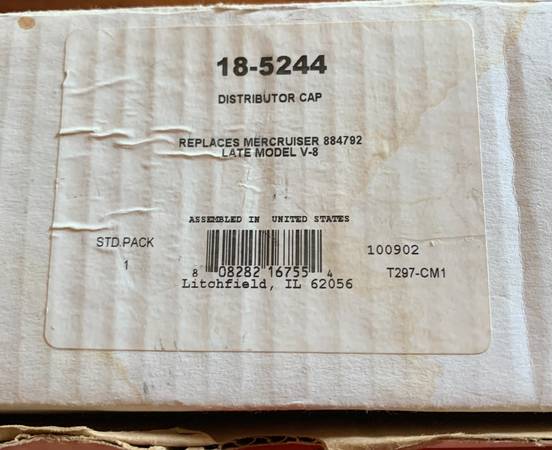 18-5244
DISTRIBUTOR CAP
REPLACES MERCRUISER 884792
LATE MODEL V-8
ASSEMBLED IN UNITED STATES
STD.PACK
1
8 08282 16755 4
Litchfield, IL 62056
100902
T297-CM1